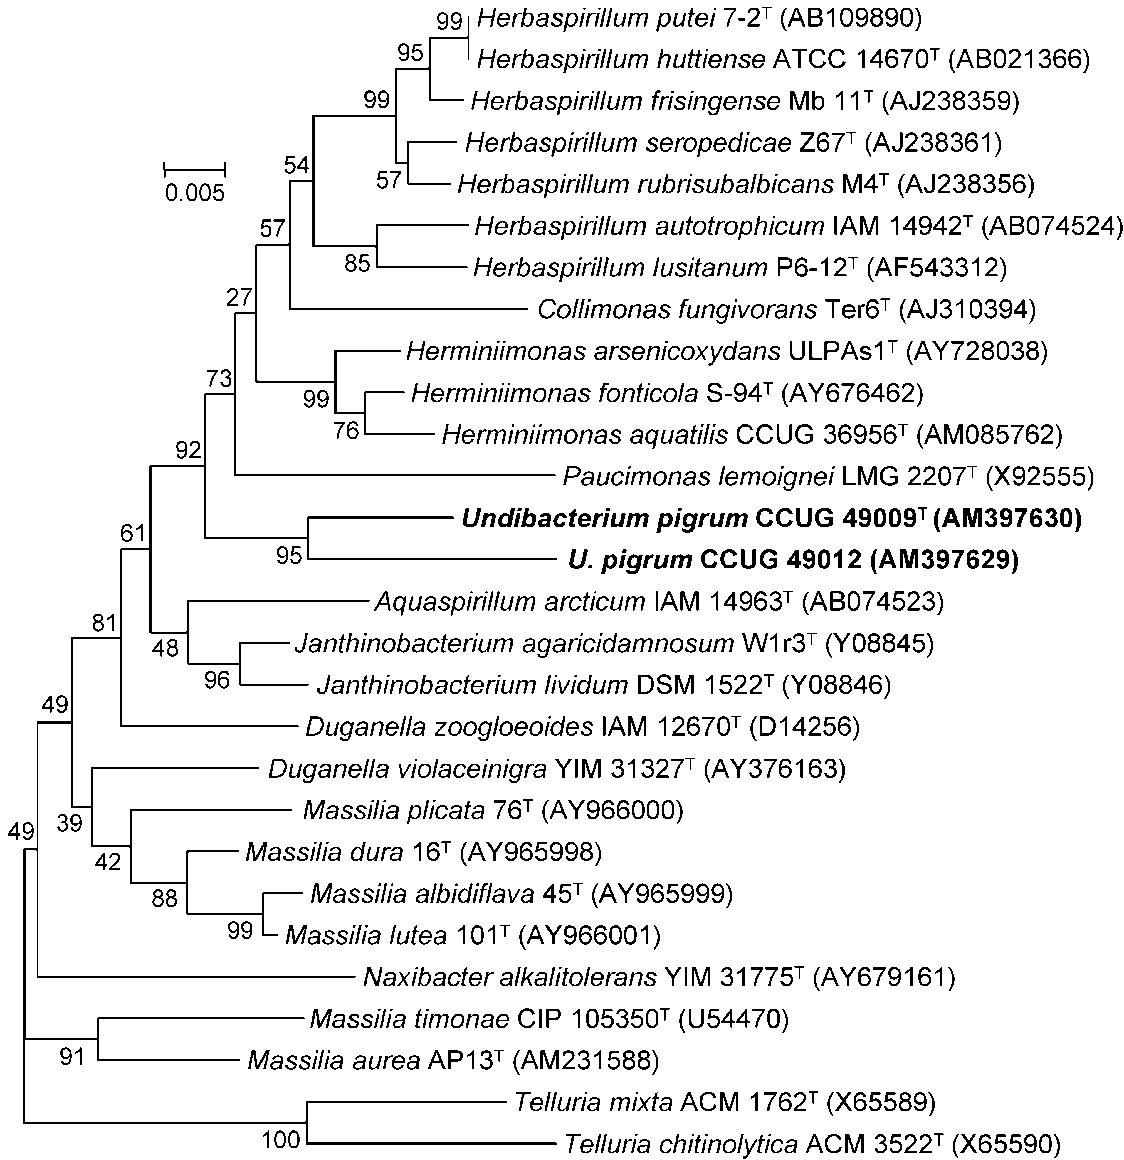 99 Herbaspirillum putei 7-2ᵀ (AB109890)
95 Herbaspirillum huttiense ATCC 14670ᵀ (AB021366)
99 Herbaspirillum frisingense Mb 11ᵀ (AJ238359)
Herbaspirillum seropedicae Z67ᵀ (AJ238361)
54
57 Herbaspirillum rubrisubalbicans M4ᵀ (AJ238356)
0.005
57 Herbaspirillum autotrophicum IAM 14942ᵀ (AB074524)
85 Herbaspirillum lusitanum P6-12ᵀ (AF543312)
27
Collimonas fungivorans Ter6ᵀ (AJ310394)
Herminiimonas arsenicoxydans ULPAs1ᵀ (AY728038)
73
99 Herminiimonas fonticola S-94ᵀ (AY676462)
76 Herminiimonas aquatilis CCUG 36956ᵀ (AM085762)
92
Paucimonas lemoignei LMG 2207ᵀ (X92555)
Undibacterium pigrum CCUG 49009ᵀ (AM397630)
61
95 U. pigrum CCUG 49012 (AM397629)
Aquaspirillum arcticum IAM 14963ᵀ (AB074523)
81
48 Janthinobacterium agaricidamnosum W1r3ᵀ (Y08845)
96 Janthinobacterium lividum DSM 1522ᵀ (Y08846)
49
Duganella zoogloeoides IAM 12670ᵀ (D14256)
Duganella violaceinigra YIM 31327ᵀ (AY376163)
39 Massilia plicata 76ᵀ (AY966000)
49
42 Massilia dura 16ᵀ (AY965998)
88 Massilia albidiflava 45ᵀ (AY965999)
99 Massilia lutea 101ᵀ (AY966001)
Naxibacter alkalitolerans YIM 31775ᵀ (AY679161)
Massilia timonae CIP 105350ᵀ (U54470)
91 Massilia aurea AP13ᵀ (AM231588)
Telluria mixta ACM 1762ᵀ (X65589)
100 Telluria chitinolytica ACM 3522ᵀ (X65590)